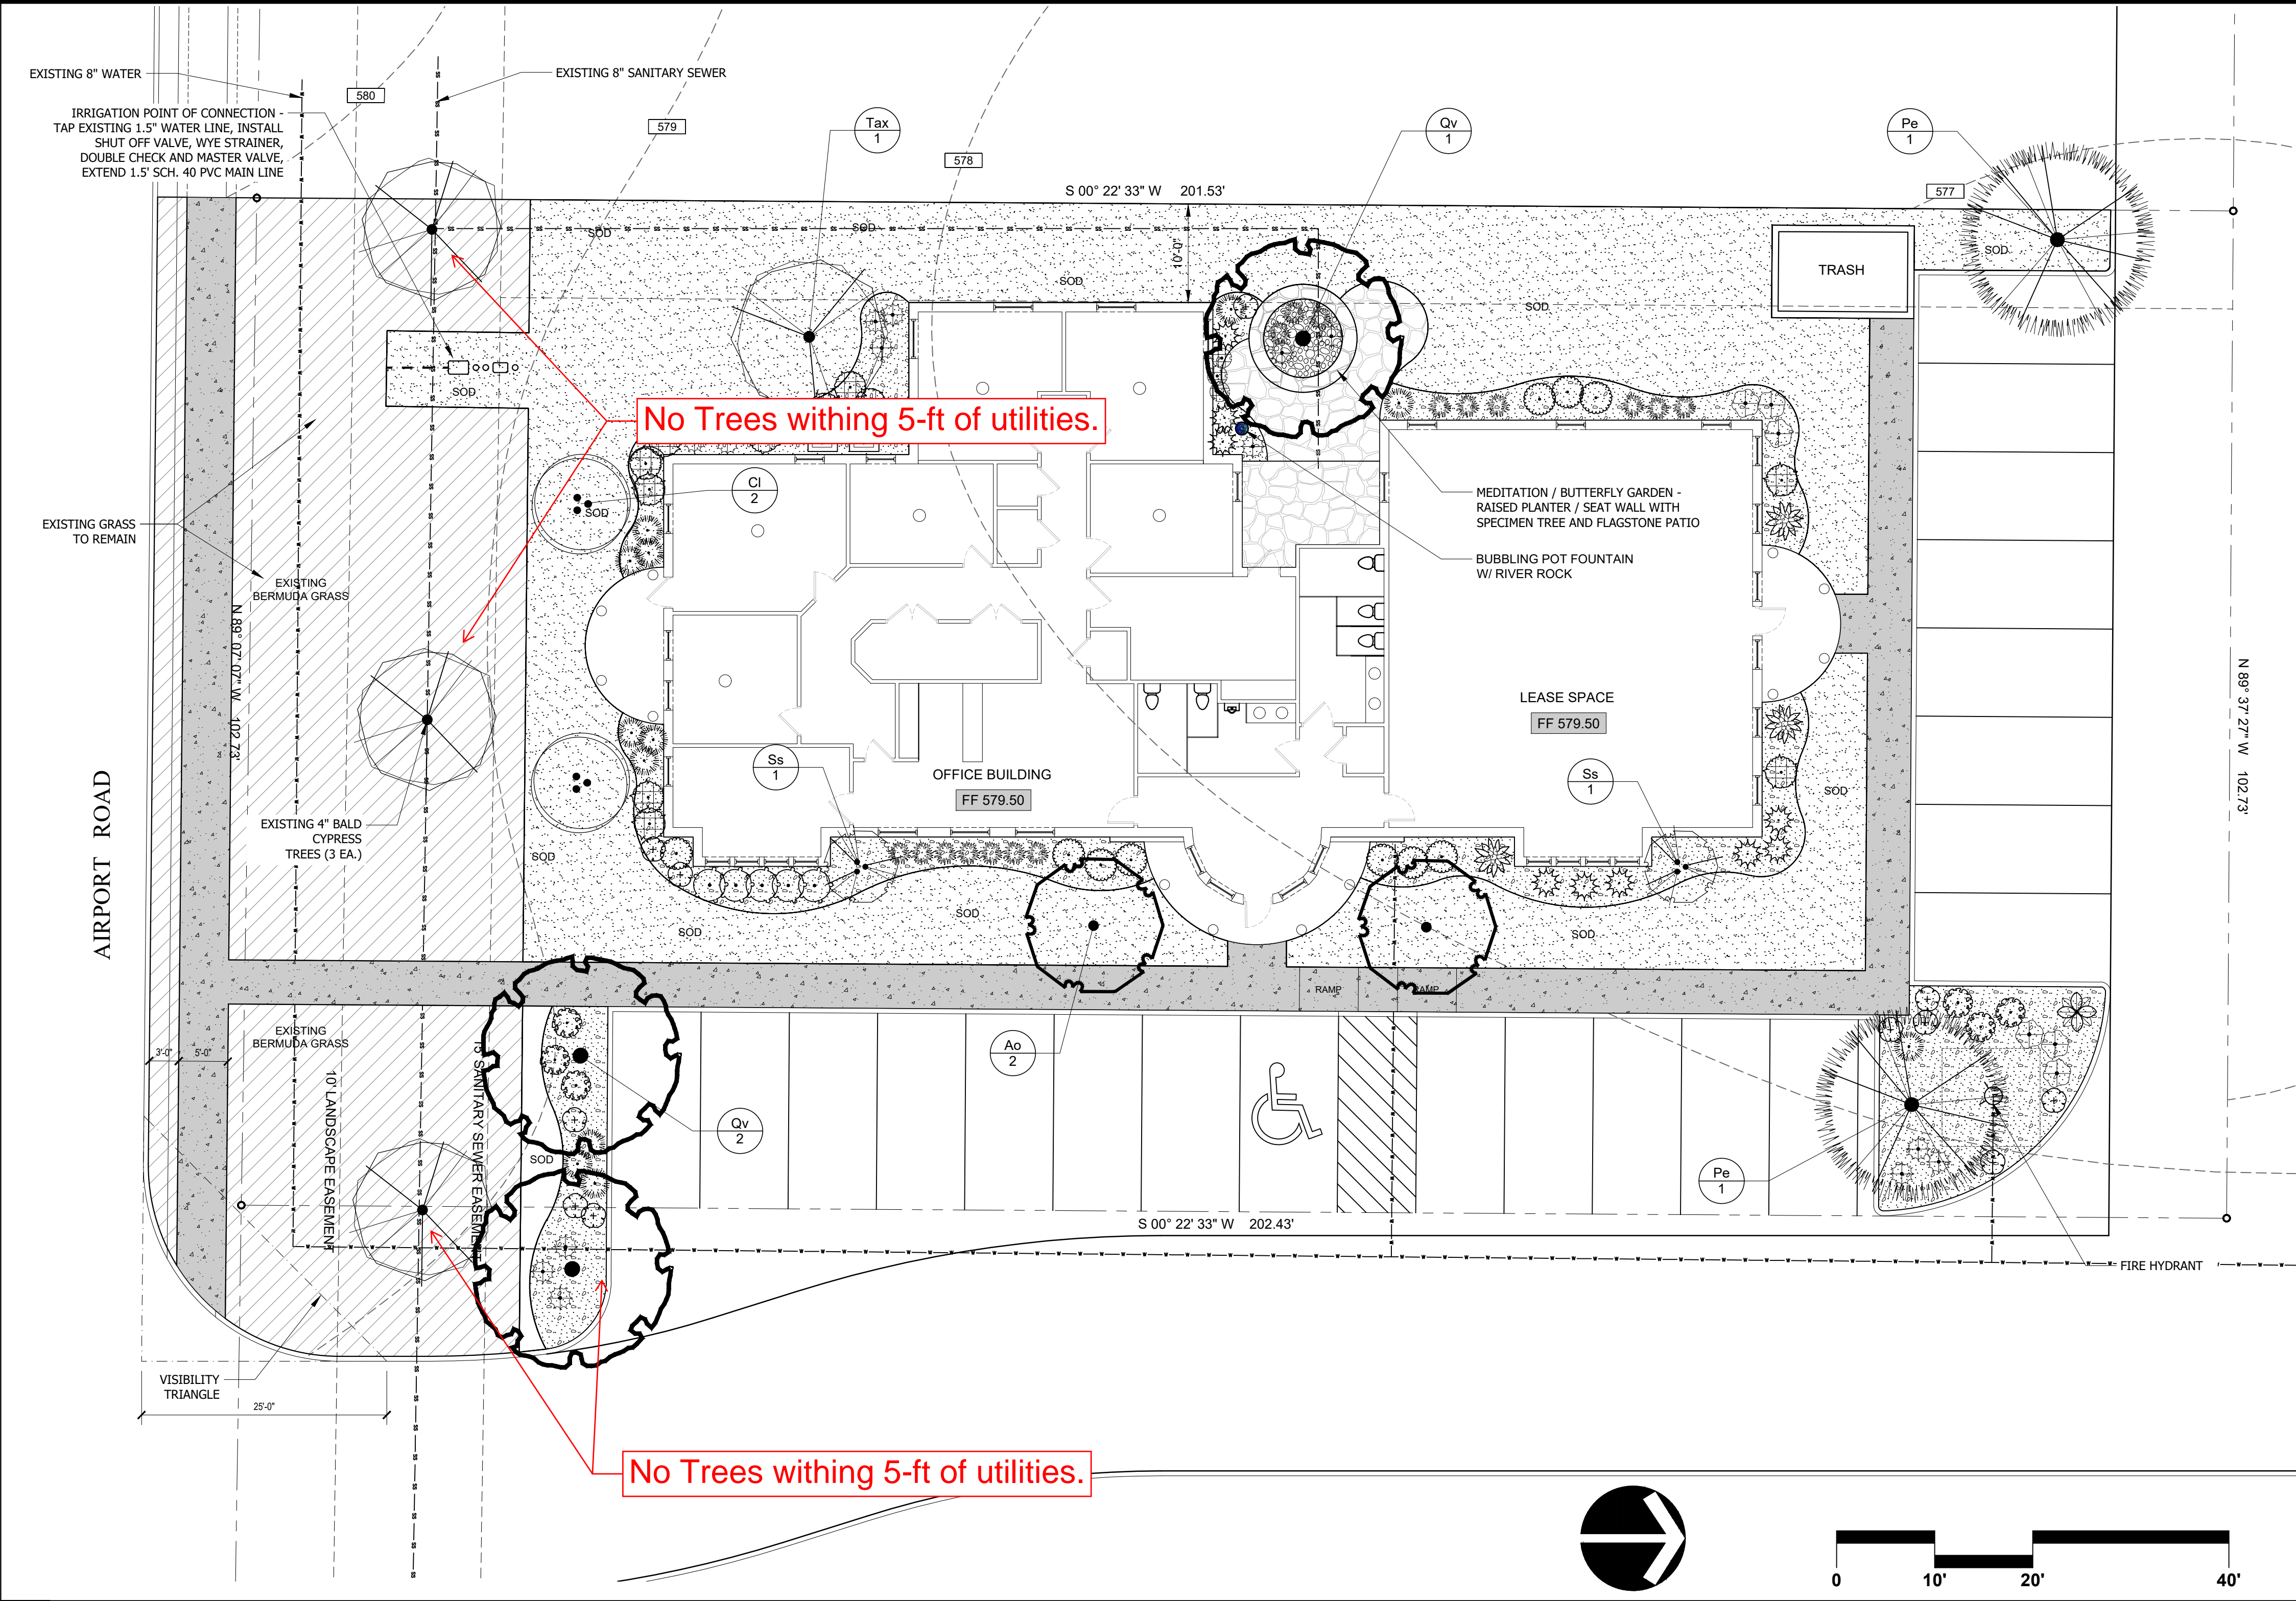 EXISTING 8" WATER
EXISTING 8" SANITARY SEWER
580
579
578
577
IRRIGATION POINT OF CONNECTION -
TAP EXISTING 1.5" WATER LINE, INSTALL
SHUT OFF VALVE, WYE STRAINER,
DOUBLE CHECK AND MASTER VALVE,
EXTEND 1.5' SCH. 40 PVC MAIN LINE
Tax
1
Qv
1
Pe
1
S 00° 22' 33" W 201.53'
10'-0"
SOD
SOD
SOD
SOD
SOD
TRASH
SOD
No Trees withing 5-ft of utilities.
Cl
2
SOD
EXISTING GRASS
TO REMAIN
EXISTING
BERMUDA GRASS
N 89° 07' 07" W 102.73'
MEDITATION / BUTTERFLY GARDEN -
RAISED PLANTER / SEAT WALL WITH
SPECIMEN TREE AND FLAGSTONE PATIO
BUBBLING POT FOUNTAIN
W/ RIVER ROCK
LEASE SPACE
FF 579.50
N 89° 37' 27" W 102.73'
AIRPORT ROAD
OFFICE BUILDING
FF 579.50
Ss
1
Ss
1
EXISTING 4" BALD
CYPRESS
TREES (3 EA.)
SOD
SOD
SOD
SOD
SOD
RAMP
RAMP
EXISTING
BERMUDA GRASS
3'-0"
5'-0"
10' LANDSCAPE EASEMENT
15' SANITARY SEWER EASEMENT
SOD
Ao
2
Qv
2
Pe
1
S 00° 22' 33" W 202.43'
FIRE HYDRANT
VISIBILITY
TRIANGLE
25'-0"
No Trees withing 5-ft of utilities.
0 10' 20' 40'